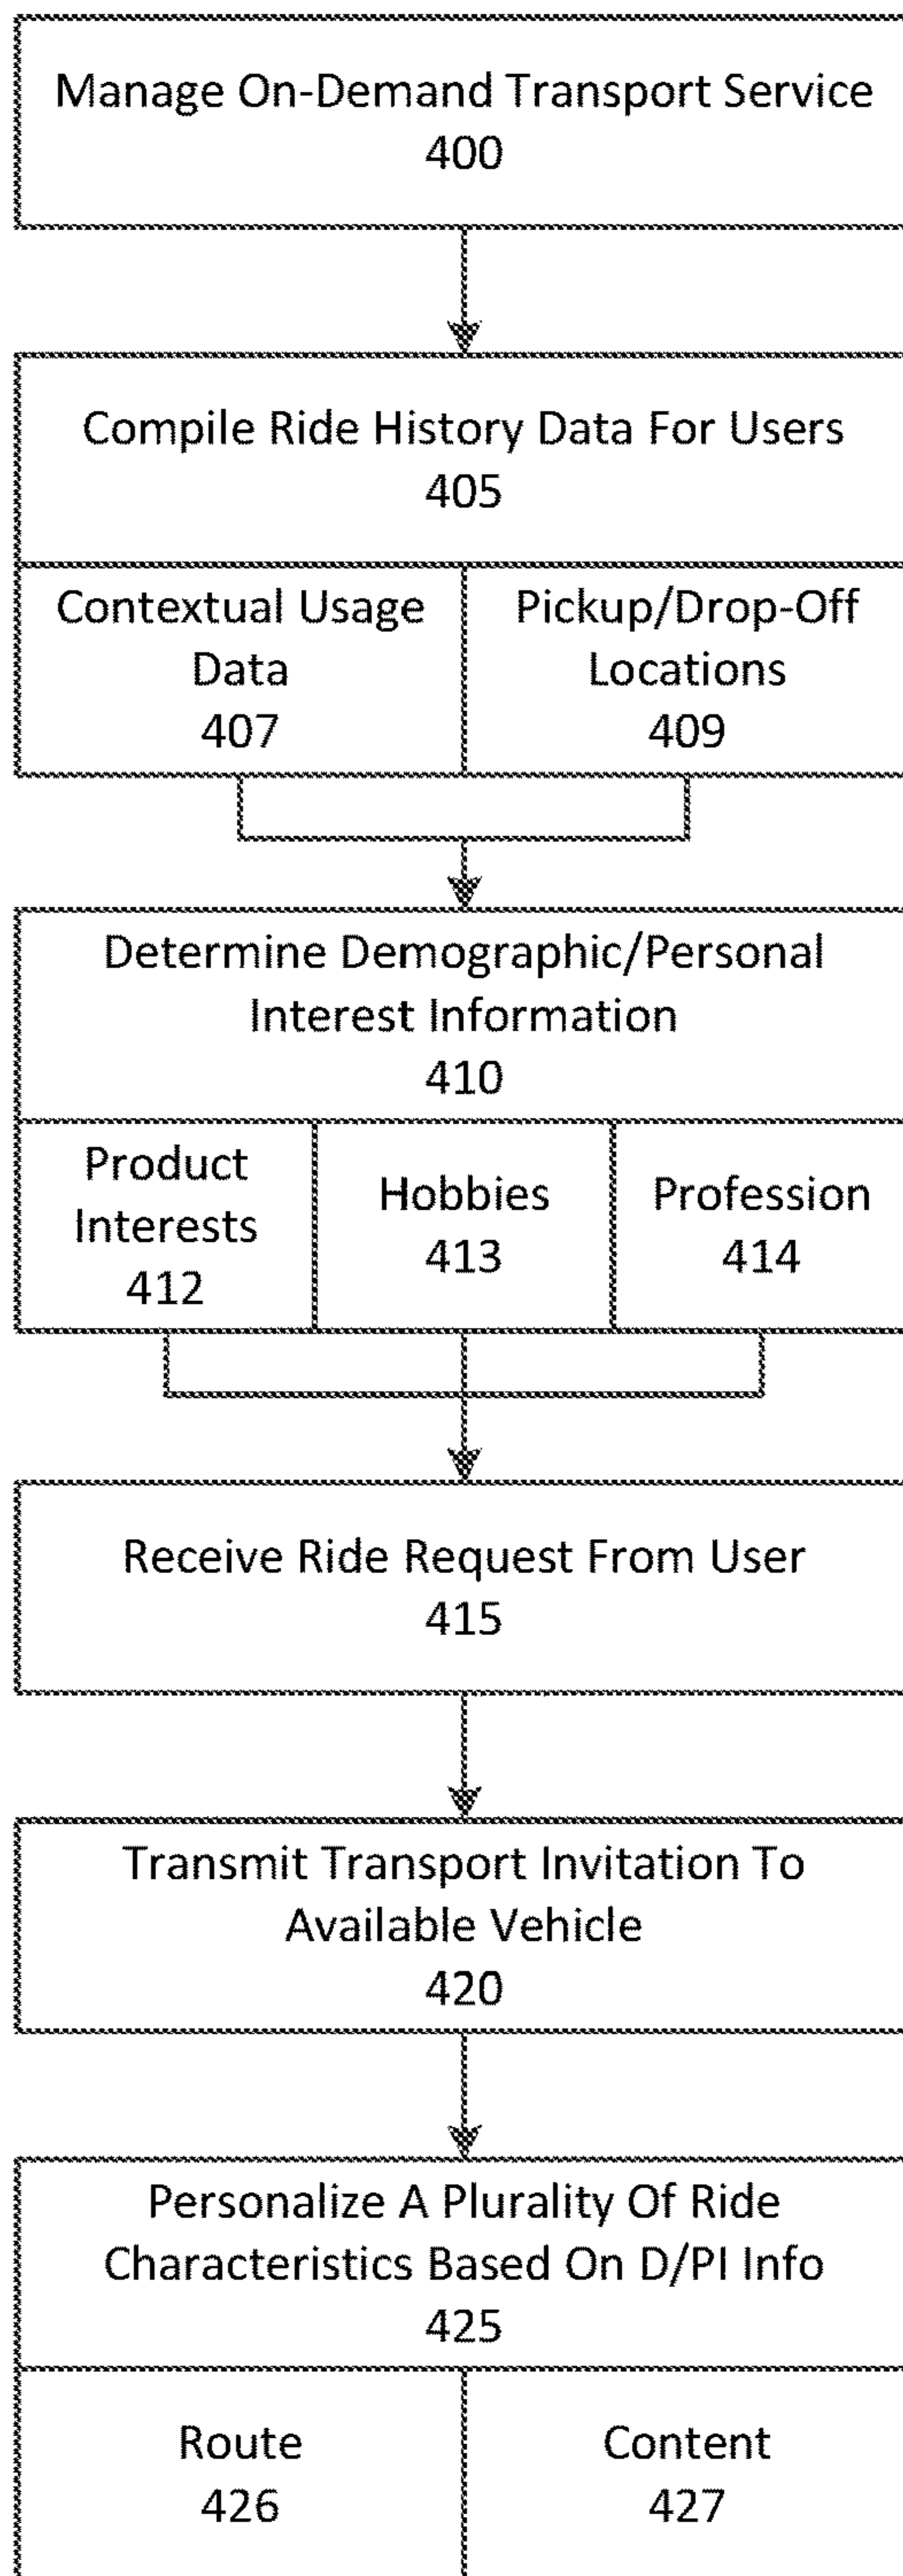 Manage On-Demand Transport Service
400
Compile Ride History Data For Users
405
Contextual Usage
Data
407
Pickup/Drop-Off
Locations
409
Determine Demographic/Personal
Interest Information
410
Product
Interests
412
Hobbies
413
Profession
414
Receive Ride Request From User
415
Transmit Transport Invitation To
Available Vehicle
420
Personalize A Plurality Of Ride
Characteristics Based On D/PI Info
425
Route
426
Content
427